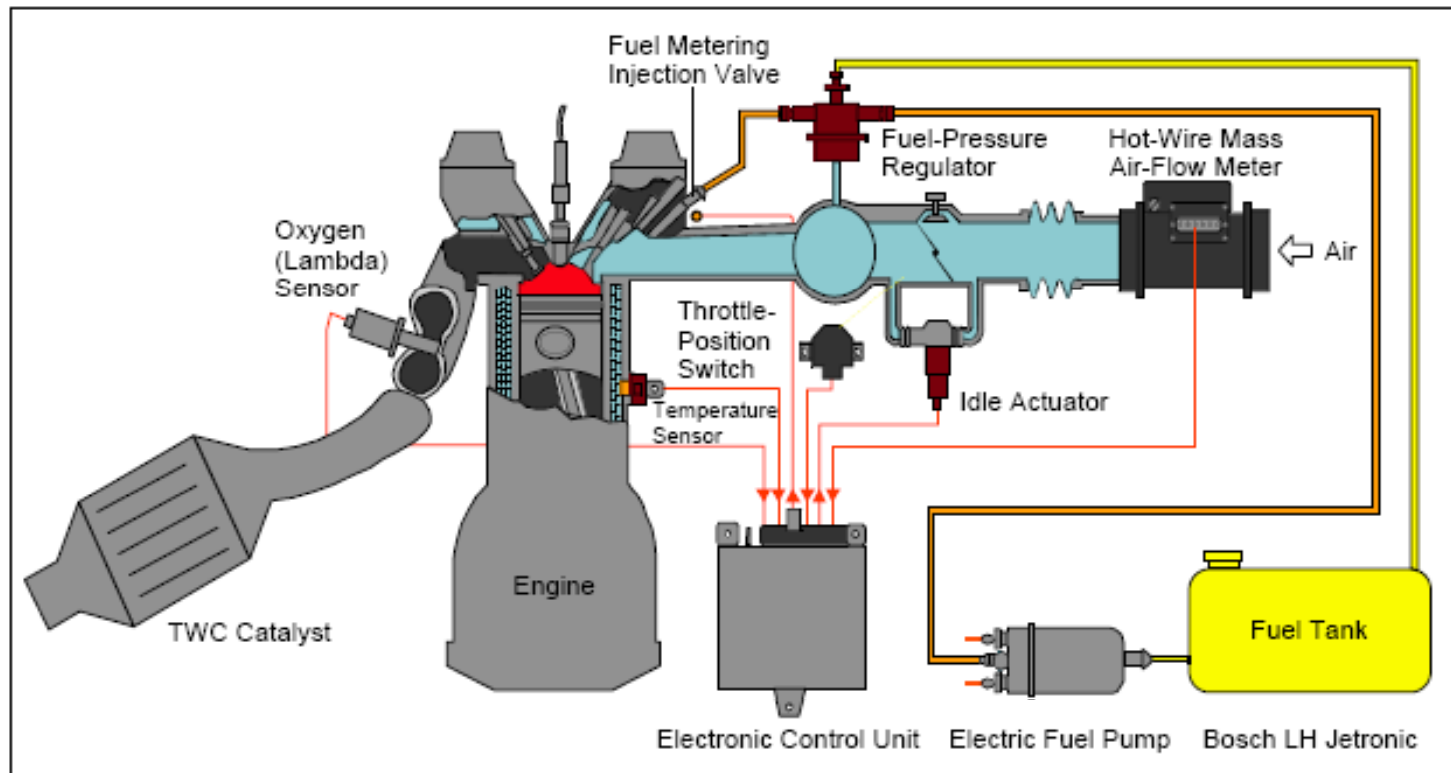 Fuel Metering
Injection Valve
Fuel-Pressure
Regulator
Hot-Wire Mass
Air-Flow Meter
Oxygen
(Lambda)
Sensor
Air
Throttle-
Position
Switch
Idle Actuator
Temperature
Sensor
Engine
TWC Catalyst
Fuel Tank
Electronic Control Unit
Electric Fuel Pump
Bosch LH Jetronic